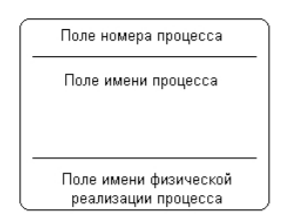 Поле номера процесса
Поле имени процесса
Поле имени физической
реализации процесса